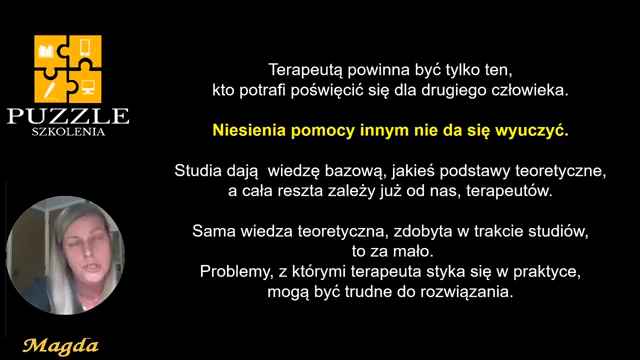 PUZZLE
SZKOLENIA
Terapeutą powinna być tylko ten,
kto potrafi poświęcić się dla drugiego człowieka.
Niesienia pomocy innym nie da się wyuczyć.
Studia dają wiedzę bazową, jakieś podstawy teoretyczne,
a cała reszta zależy już od nas, terapeutów.
Sama wiedza teoretyczna, zdobyta w trakcie studiów,
to za mało.
Problemy, z którymi terapeuta styka się w praktyce,
mogą być trudne do rozwiązania.
Magda